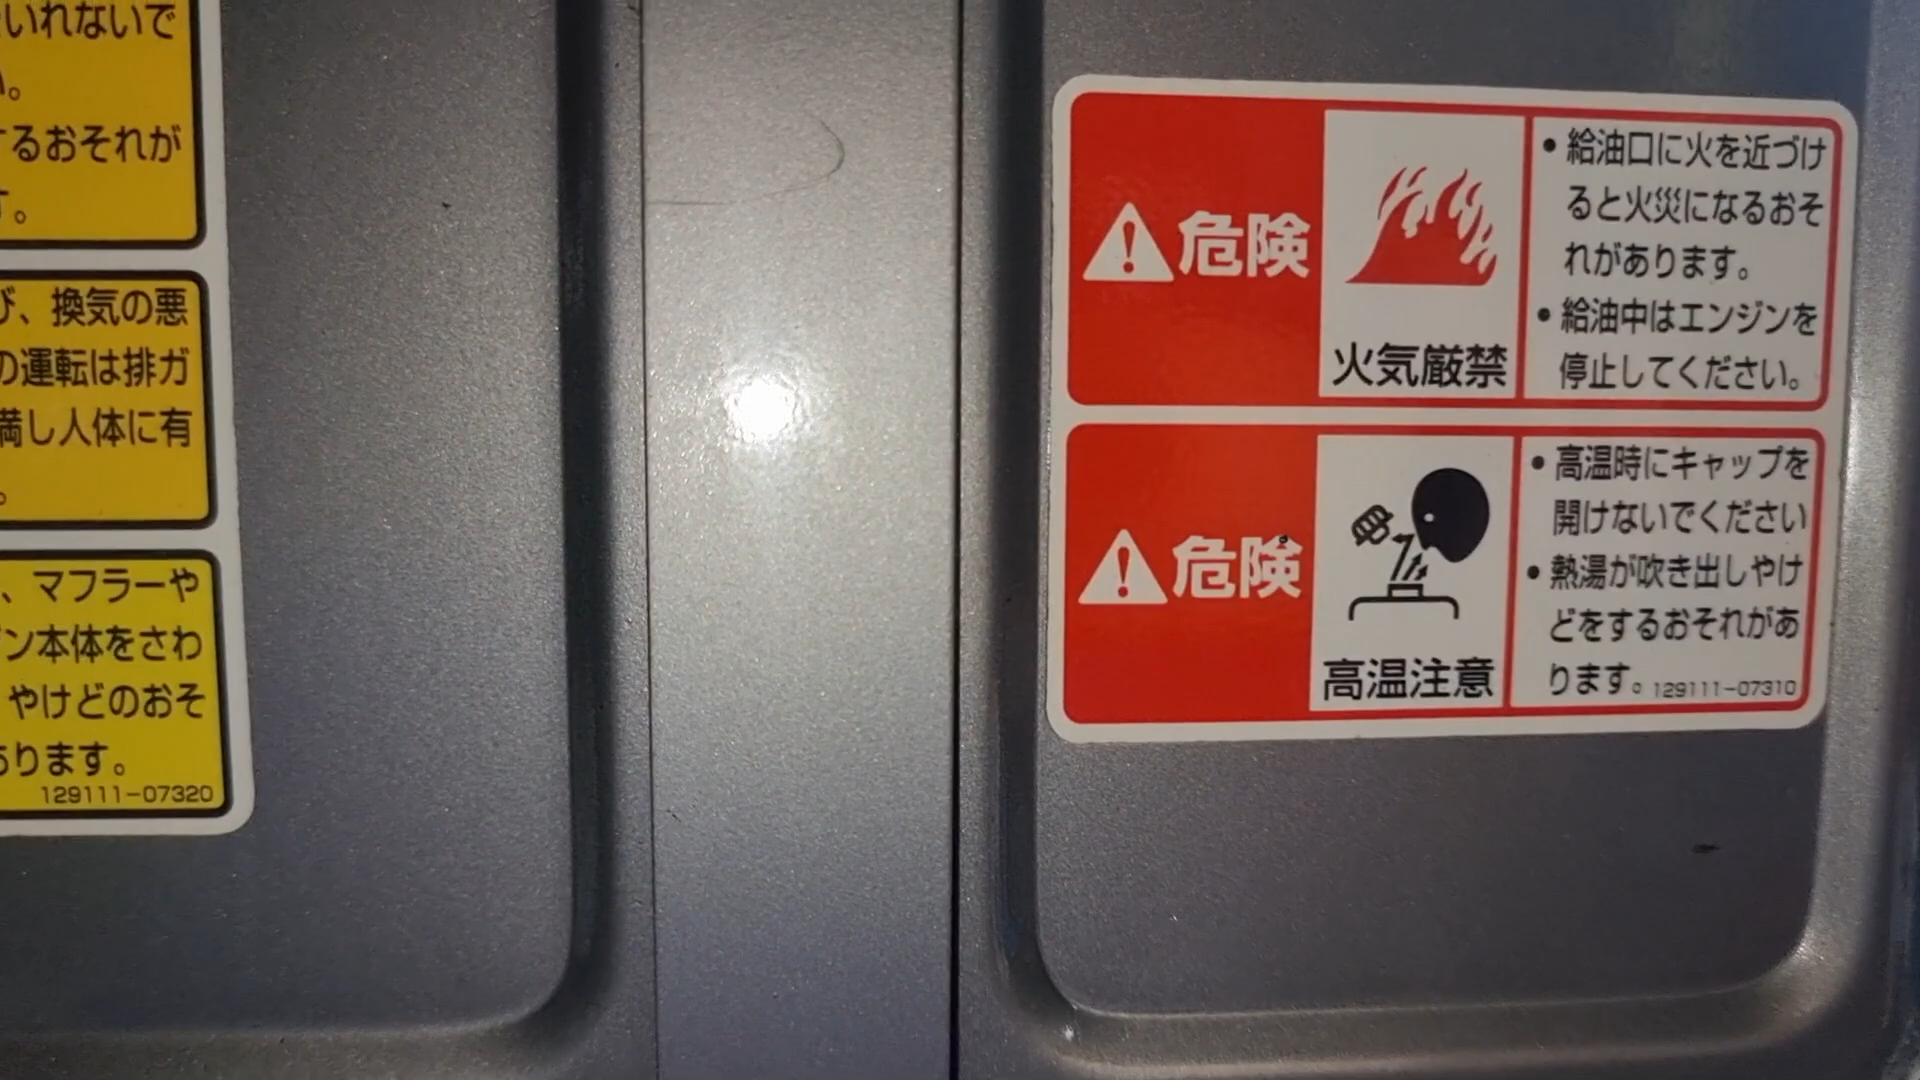 いれないで
い。
するおそれが
す。
び、換気の悪
の運転は排ガ
満し人体に有
。
、マフラーや
ン本体をさわ
やけどのおそ
あります。
129111-07320
危険
火気厳禁
• 給油口に火を近づけ
ると火災になるおそ
れがあります。
• 給油中はエンジンを
停止してください。
危険
高温注意
• 高温時にキャップを
開けないでください
• 熱湯が吹き出しやけ
どをするおそれがあ
ります。
129111-07310